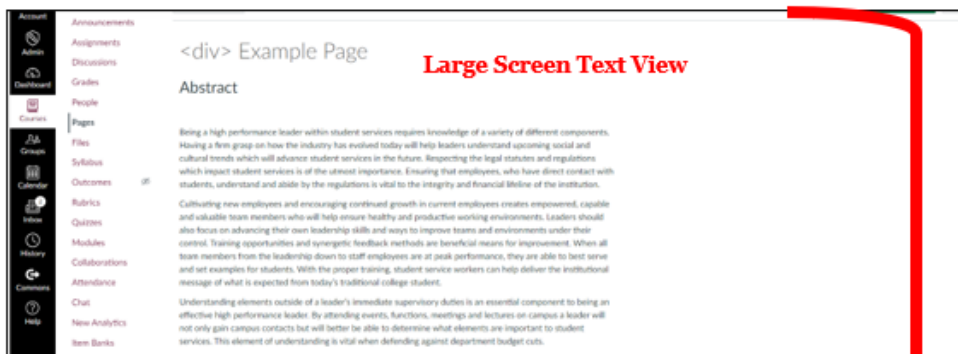 Account
Admin
Dashboard
Courses
Groups
Calendar
Inbox
History
Commons
Help
Announcements
Assignments
Discussions
Grades
People
Pages
Files
Syllabus
Outcomes
Rubrics
Quizzes
Modules
Collaborations
Attendance
Chat
New Analytics
Item Banks
<div> Example Page
Large Screen Text View
Abstract
Being a high performance leader within student services requires knowledge of a variety of different components.
Having a firm grasp on how the industry has evolved today will help leaders understand upcoming social and
cultural trends which will advance student services in the future. Respecting the legal statutes and regulations
which impact student services is of the utmost importance. Ensuring that employees, who have direct contact with
students, understand and abide by the regulations is vital to the integrity and financial lifeline of the institution.
Cultivating new employees and encouraging continued growth in current employees creates empowered, capable
and valuable team members who will help ensure healthy and productive working environments. Leaders should
also focus on advancing their own leadership skills and ways to improve teams and environments under their
control. Training opportunities and synergetic feedback methods are beneficial means for improvement. When all
team members from the leadership down to staff employees are at peak performance, they are able to best serve
and set examples for students. With the proper training, student service workers can help deliver the institutional
message of what is expected from today's traditional college student.
Understanding elements outside of a leader's immediate supervisory duties is an essential component to being an
effective high performance leader. By attending events, functions, meetings and lectures on campus a leader will
not only gain campus contacts but will better be able to determine what elements are important to student
services. This element of understanding is vital when defending against department budget cuts.